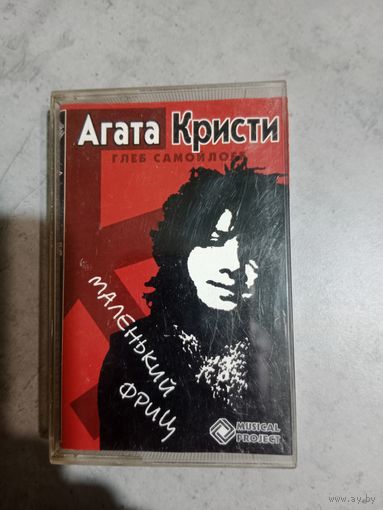 Агата Кристи
ГЛЕБ САМОЙЛОВ
МАЛЕНЬКИЙ
ФРИЦ
MUSICAL
PROJECT
www.ay.by